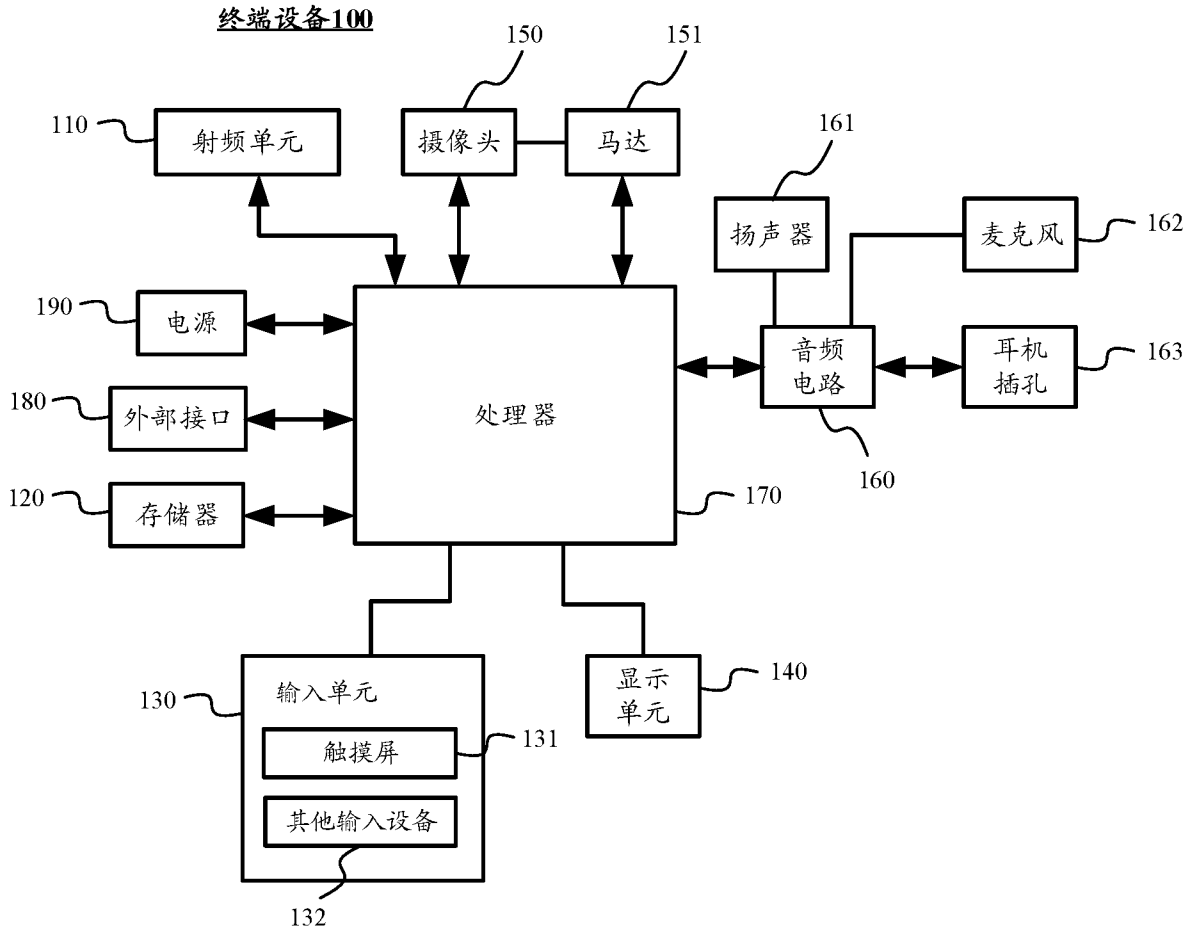 终端设备100
150
151
110
射频单元
摄像头
马达
161
扬声器
麦克风
162
190
电源
音频
电路
耳机
插孔
163
180
外部接口
处理器
160
120
存储器
170
130
输入单元
显示
单元
140
触摸屏
131
其他输入设备
132